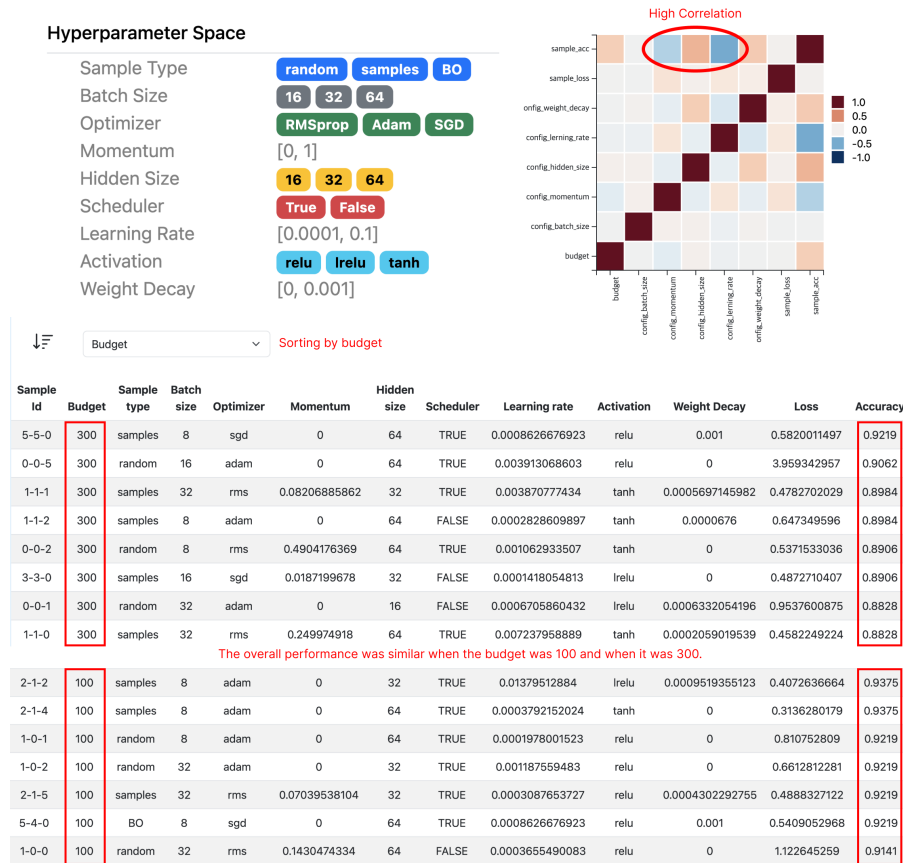 High Correlation
Hyperparameter Space
Sample Type random samples BO
Batch Size 16 32 64
Optimizer RMSprop Adam SGD
Momentum [0, 1]
Hidden Size 16 32 64
Scheduler True False
Learning Rate [0.0001, 0.1]
Activation relu lrelu tanh
Weight Decay [0, 0.001]
sample_acc
sample_loss
onfig_weight_decay
config_lerning_rate
config_hidden_size
config_momentum
config_batch_size
budget
budget
config_batch_size
config_momentum
config_hidden_size
config_lerning_rate
onfig_weight_decay
sample_loss
sample_acc
1.0
0.5
0.0
-0.5
-1.0
Budget
Sorting by budget
Sample Id Budget Sample type Batch size Optimizer Momentum Hidden size Scheduler Learning rate Activation Weight Decay Loss Accuracy
5-5-0 300 samples 8 sgd 0 64 TRUE 0.0008626676923 relu 0.001 0.5820011497 0.9219
0-0-5 300 random 16 adam 0 64 TRUE 0.003913068603 relu 0 3.959342957 0.9062
1-1-1 300 samples 32 rms 0.08206885862 32 TRUE 0.003870777434 tanh 0.0005697145982 0.4782702029 0.8984
1-1-2 300 samples 8 adam 0 64 FALSE 0.0002828609897 tanh 0.0000676 0.647349596 0.8984
0-0-2 300 random 8 rms 0.4904176369 64 TRUE 0.001062933507 tanh 0 0.5371533036 0.8906
3-3-0 300 samples 16 sgd 0.0187199678 32 FALSE 0.0001418054813 lrelu 0 0.4872710407 0.8906
0-0-1 300 random 32 adam 0 16 FALSE 0.0006705860432 lrelu 0.0006332054196 0.9537600875 0.8828
1-1-0 300 samples 32 rms 0.249974918 64 TRUE 0.007237958889 tanh 0.0002059019539 0.4582249224 0.8828
The overall performance was similar when the budget was 100 and when it was 300.
2-1-2 100 samples 8 adam 0 32 TRUE 0.01379512884 lrelu 0.0009519355123 0.4072636664 0.9375
2-1-4 100 samples 8 adam 0 64 TRUE 0.0003792152024 tanh 0 0.3136280179 0.9375
1-0-1 100 random 8 adam 0 64 TRUE 0.0001978001523 relu 0 0.810752809 0.9219
1-0-2 100 random 32 adam 0 32 TRUE 0.001187559483 relu 0 0.6612812281 0.9219
2-1-5 100 samples 32 rms 0.07039538104 32 TRUE 0.0003087653727 relu 0.0004302292755 0.4888327122 0.9219
5-4-0 100 BO 8 sgd 0 64 TRUE 0.0008626676923 relu 0.001 0.5409052968 0.9219
1-0-0 100 random 32 rms 0.1430474334 64 FALSE 0.0003655490083 relu 0 1.122645259 0.9141